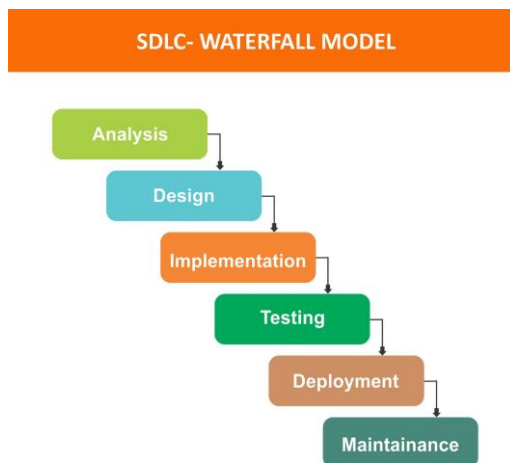 SDLC- WATERFALL MODEL
Analysis
Design
Implementation
Testing
Deployment
Maintainance